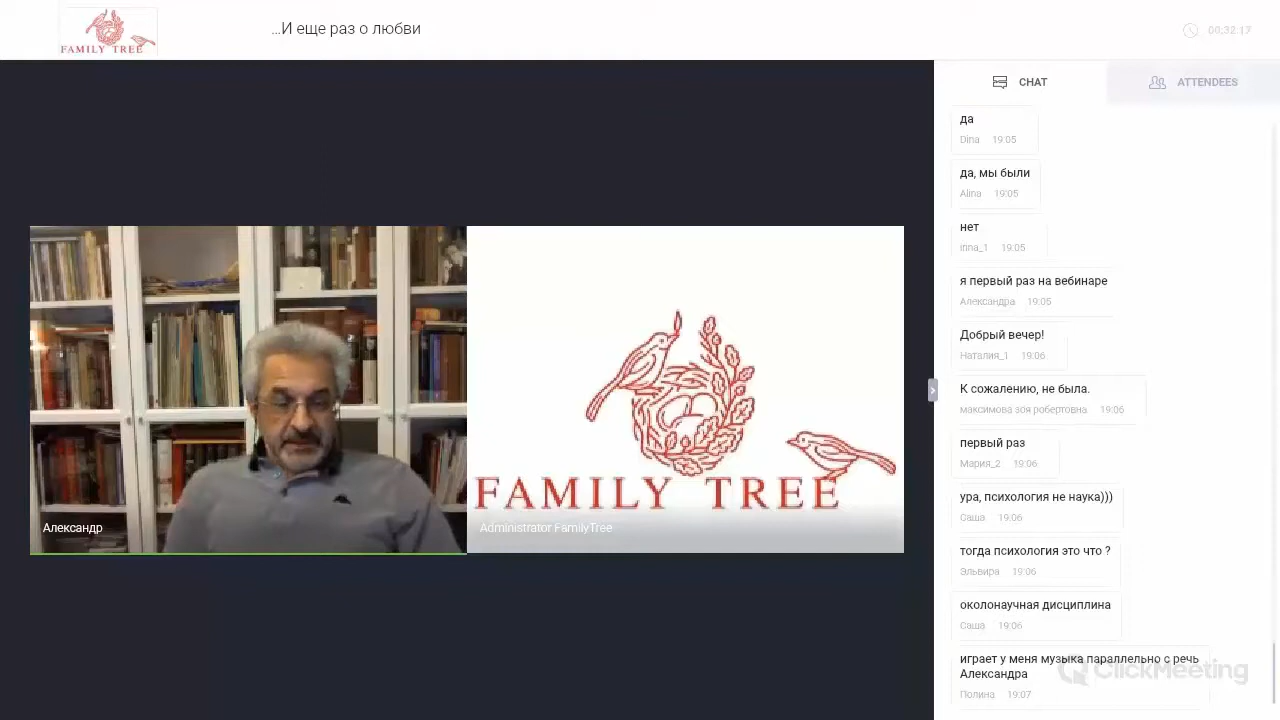 FAMILY TREE
...И еще раз о любви
00:32:17
CHAT
ATTENDEES
да
Dina 19:05
да, мы были
Alina 19:05
нет
irina_1 19:05
я первый раз на вебинаре
Александра 19:05
Добрый вечер!
Наталия_1 19:06
К сожалению, не была.
максимова зоя робертовна 19:06
первый раз
Мария_2 19:06
ура, психология не наука)))
Саша 19:06
тогда психология это что ?
Эльвира 19:06
околонаучная дисциплина
Саша 19:06
играет у меня музыка параллельно с речь
Александра
Полина 19:07
ClickMeeting
FAMILY TREE
Александр
Administrator FamilyTree